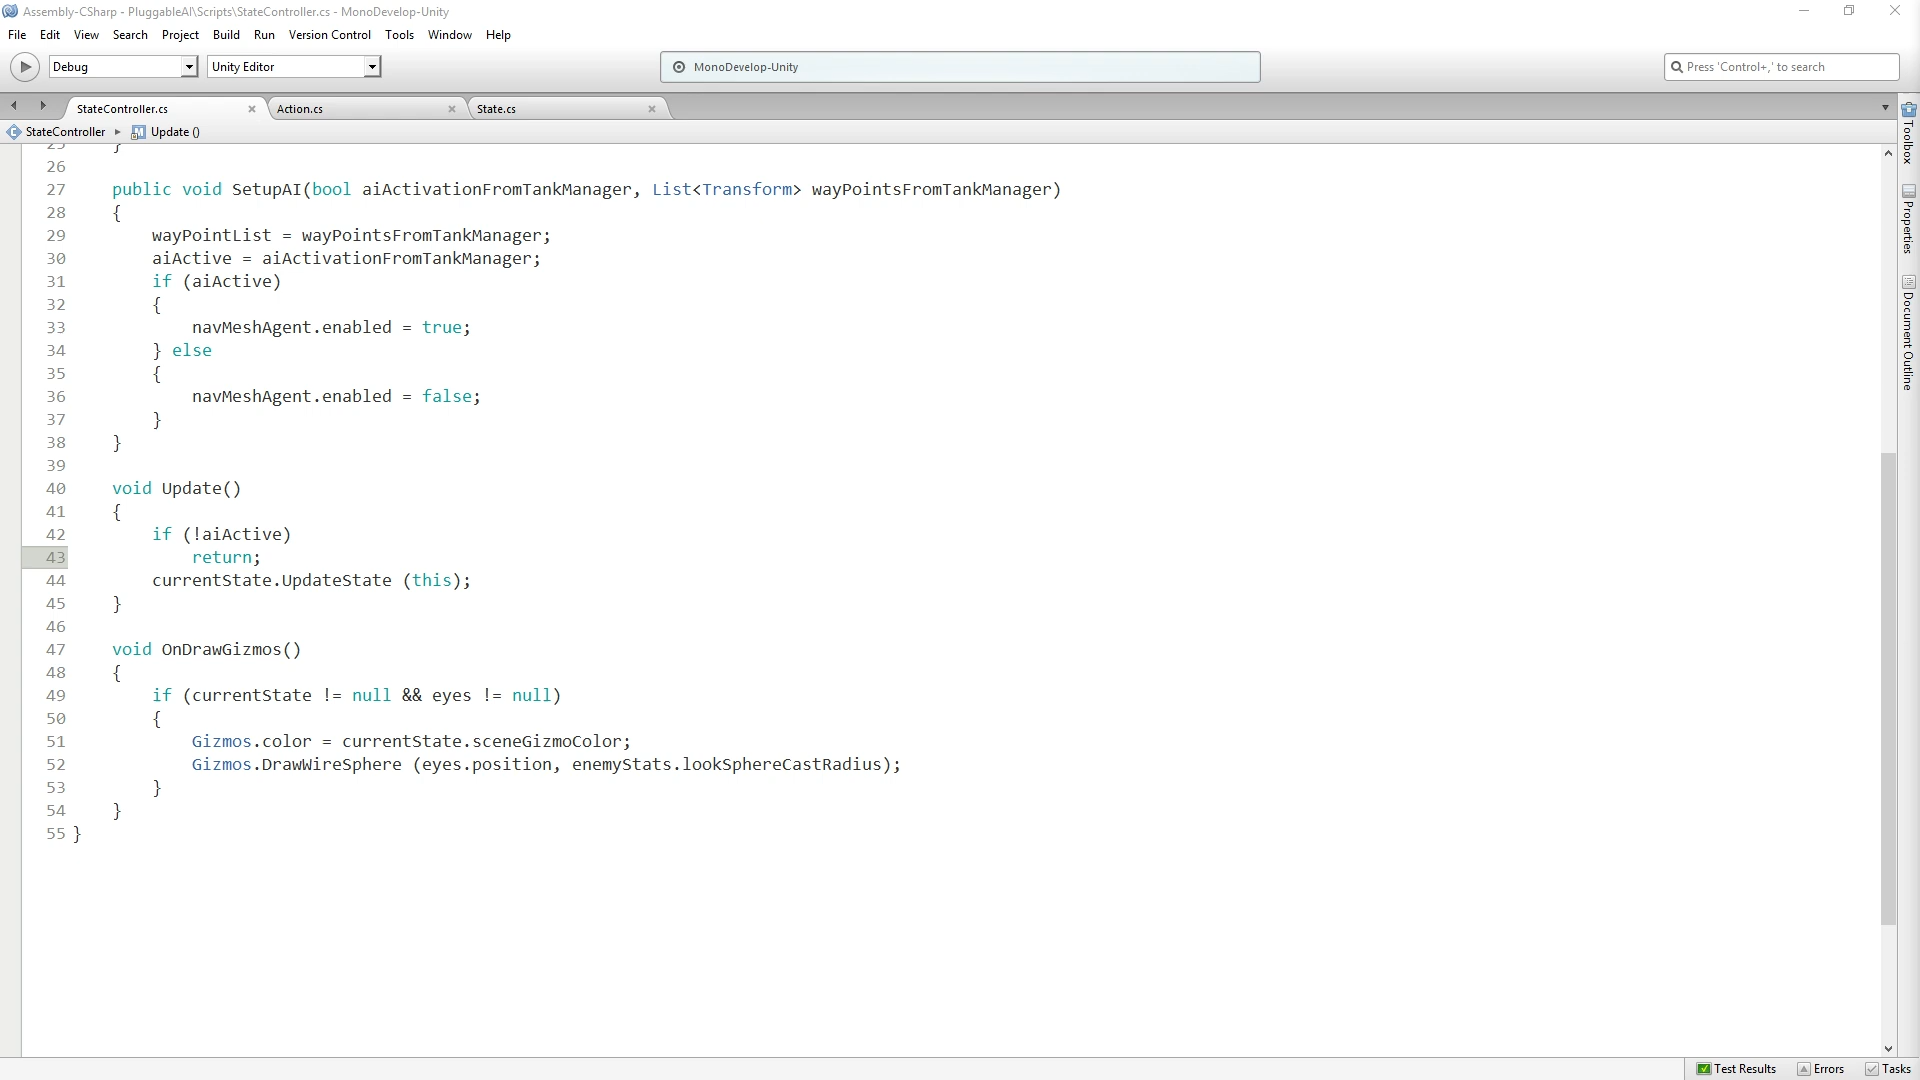 Assembly-CSharp - PluggableAI\Scripts\StateController.cs - MonoDevelop-Unity
File Edit View Search Project Build Run Version Control Tools Window Help
Debug Unity Editor MonoDevelop-Unity Press 'Control+,' to search
StateController.cs Action.cs State.cs
StateController Update ()
25 }
26
27 public void SetupAI(bool aiActivationFromTankManager, List<Transform> wayPointsFromTankManager)
28 {
29 wayPointList = wayPointsFromTankManager;
30 aiActive = aiActivationFromTankManager;
31 if (aiActive)
32 {
33 navMeshAgent.enabled = true;
34 } else
35 {
36 navMeshAgent.enabled = false;
37 }
38 }
39
40 void Update()
41 {
42 if (!aiActive)
43 return;
44 currentState.UpdateState (this);
45 }
46
47 void OnDrawGizmos()
48 {
49 if (currentState != null && eyes != null)
50 {
51 Gizmos.color = currentState.sceneGizmoColor;
52 Gizmos.DrawWireSphere (eyes.position, enemyStats.lookSphereCastRadius);
53 }
54 }
55 }
Toolbox
Properties
Document Outline
Test Results Errors Tasks